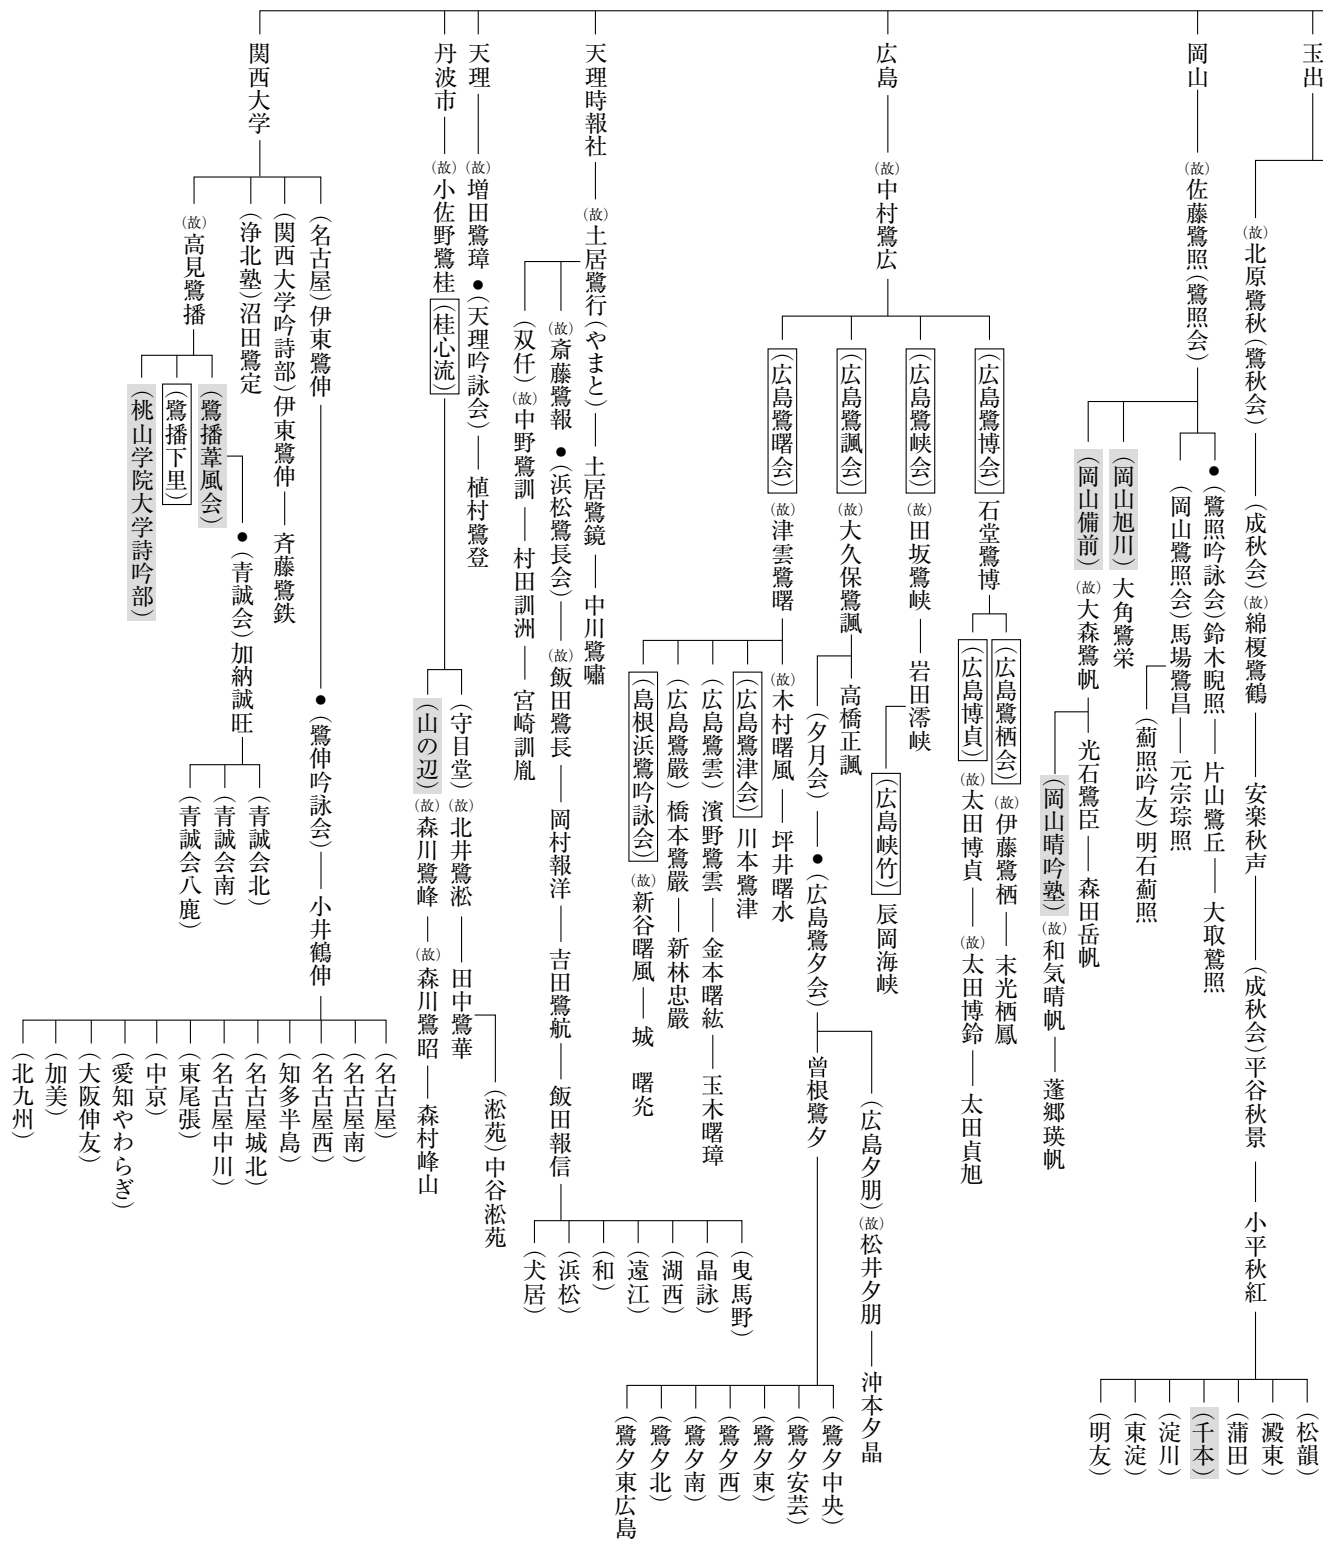 玉出
(故)北原鷺秋(鷺秋会)
(成秋会)(故)綿榎鷺鶴
安楽秋声
(成秋会)平谷秋景
小平秋紅
(松韻)
(澱東)
(蒲田)
(千本)
(淀川)
(東淀)
(明友)
岡山
(故)佐藤鷺照(鷺照会)
●(鷺照吟詠会)鈴木睨照
片山鷺丘
大取鷲照
(岡山鷺照会)馬場鷺昌
元宗琮照
(薊照吟友)明石薊照
(岡山旭川)大角鷺栄
(岡山備前)(故)大森鷺帆
光石鷺臣
森田岳帆
(岡山晴吟塾)(故)和気晴帆
蓬郷瑛帆
広島
(故)中村鷺広
(広島鷺博会)石堂鷺博
(広島鷺栖会)(故)伊藤鷺栖
末光栖鳳
(広島博貞)(故)太田博貞
(故)太田博鈴
太田貞旭
(広島鷺峡会)(故)田坂鷺峡
岩田澪峡
(広島峡竹)辰岡海峡
(広島鷺諷会)(故)大久保鷺諷
高橋正諷
(夕月会)
●(広島鷺夕会)
(広島夕朋)(故)松井夕朋
沖本夕晶
曽根鷺夕
(鷺夕中央)
(鷺夕安芸)
(鷺夕東)
(鷺夕西)
(鷺夕南)
(鷺夕北)
(鷺夕東広島
(広島鷺曙会)(故)津雲鷺曙
(故)木村曙風
坪井曙水
(広島鷺津会)川本鷺津
(広島鷺雲)濱野鷺雲
金本曙紘
玉木曙璋
(広島鷺厳)橋本鷺厳
新林忠厳
(島根浜鷺吟詠会)(故)新谷曙風
城 曙灮
天理時報社
(故)土居鷺行(やまと)
土居鷺鏡
中川鷺嘯
(故)斎藤鷺報
●(浜松鷺長会)
(故)飯田鷺長
岡村報洋
吉田鷺航
飯田報信
(曳馬野)
(晶詠)
(湖西)
(遠江)
(和)
(浜松)
(犬居)
(双仟)(故)中野鷺訓
村田訓洲
宮崎訓胤
天理
(故)増田鷺璋●(天理吟詠会)
植村鷺登
丹波市
(故)小佐野鷺桂(桂心流)
(守目堂)(故)北井鷺淞
田中鷺華
(淞苑)中谷淞苑
(山の辺)(故)森川鷺峰
(故)森川鷺昭
森村峰山
関西大学
(名古屋)伊東鷺伸
●(鷺伸吟詠会)
小井鶴伸
(名古屋)
(名古屋南)
(名古屋西)
(知多半島)
(名古屋城北)
(名古屋中川)
(東尾張)
(中京)
(愛知やわらぎ)
(大阪伸友)
(加美)
(北九州)
(関西大学吟詩部)伊東鷺伸
斉藤鷺鉄
(浄北塾)沼田鷺定
(故)高見鷺播
(鷺播葦風会)
●(青誠会)加納誠旺
(青誠会北)
(青誠会南)
(青誠会八鹿)
(鷺播下里)
(桃山学院大学詩吟部)